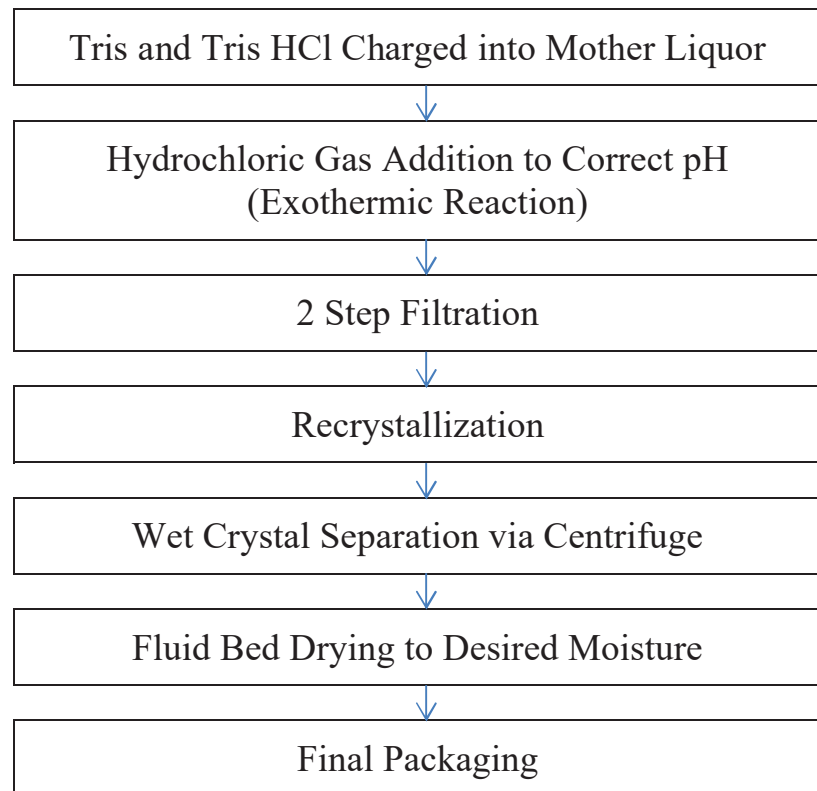 Tris and Tris HCl Charged into Mother Liquor
Hydrochloric Gas Addition to Correct pH
(Exothermic Reaction)
2 Step Filtration
Recrystallization
Wet Crystal Separation via Centrifuge
Fluid Bed Drying to Desired Moisture
Final Packaging